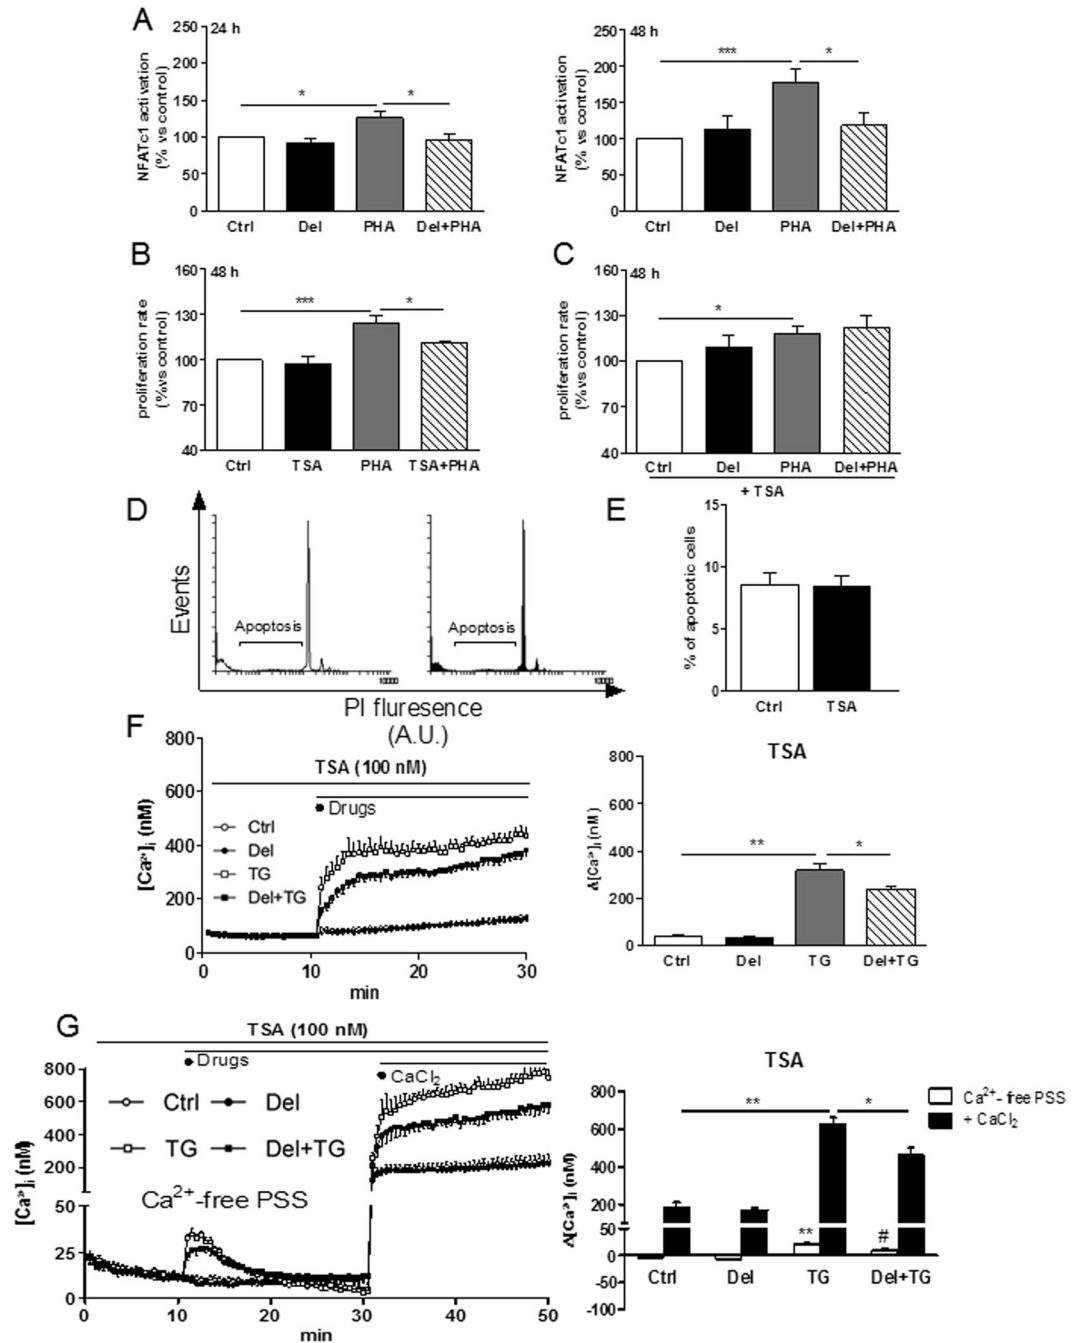 A
24 h
NFATc1 activation
(% vs control)
250
200
150
100
50
0
*
*
Ctrl Del PHA Del+PHA
48 h
NFATc1 activation
(% vs control)
250
200
150
100
50
0
***
*
Ctrl Del PHA Del+PHA
B
48 h
proliferation rate
(%vs control)
160
130
100
70
40
***
*
Ctrl TSA PHA TSA+PHA
C
48 h
proliferation rate
(%vs control)
160
130
100
70
40
*
Ctrl Del PHA Del+PHA
+ TSA
D
Events
Apoptosis
10000
Apoptosis
10000
PI fluresence
(A.U.)
E
% of apoptotic cells
15
10
5
0
Ctrl TSA
F
[Ca²⁺]i (nM)
800
600
400
200
0
TSA (100 nM)
Drugs
Ctrl
Del
TG
Del+TG
0 10 20 30
min
TSA
Δ[Ca²⁺]i (nM)
800
600
400
200
0
**
*
Ctrl Del TG Del+TG
G
TSA (100 nM)
Drugs
CaCl2
[Ca²⁺]i (nM)
800
600
400
200
50
25
0
Ctrl Del
TG Del+TG
Ca2+-free PSS
0 10 20 30 40 50
min
TSA
Ca2+- free PSS
+ CaCl2
Δ[Ca²⁺]i (nM)
800
600
400
200
50
0
-50
-100
**
*
**
#
Ctrl Del TG Del+TG